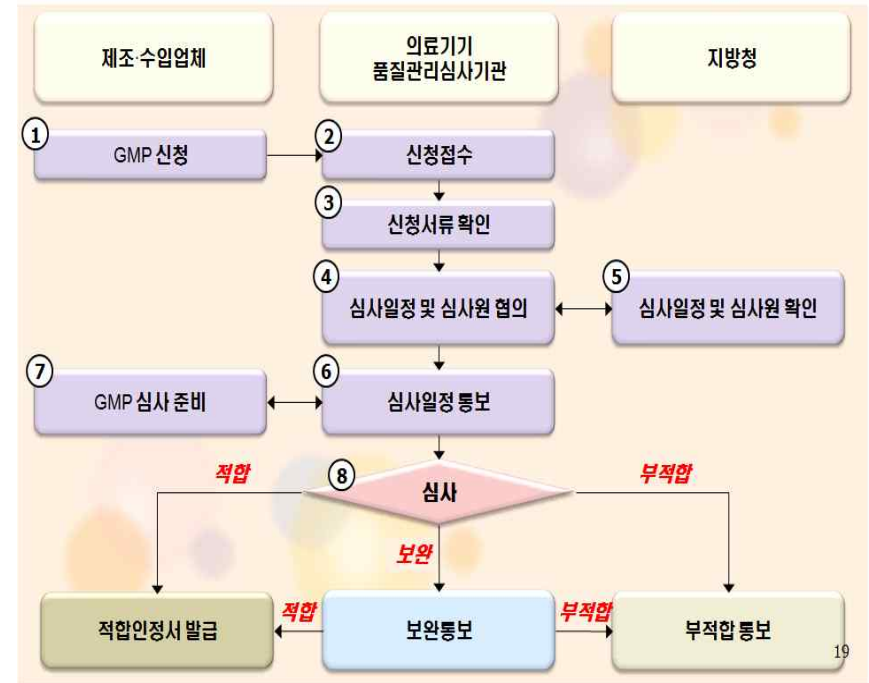 제조·수입업체
의료기기
품질관리심사기관
지방청
1
GMP 신청
2
신청접수
3
신청서류 확인
4
심사일정 및 심사원 협의
5
심사일정 및 심사원 확인
7
GMP 심사 준비
6
심사일정 통보
적합
8
심사
부적합
보완
적합인정서 발급
적합
보완통보
부적합
부적합 통보
19